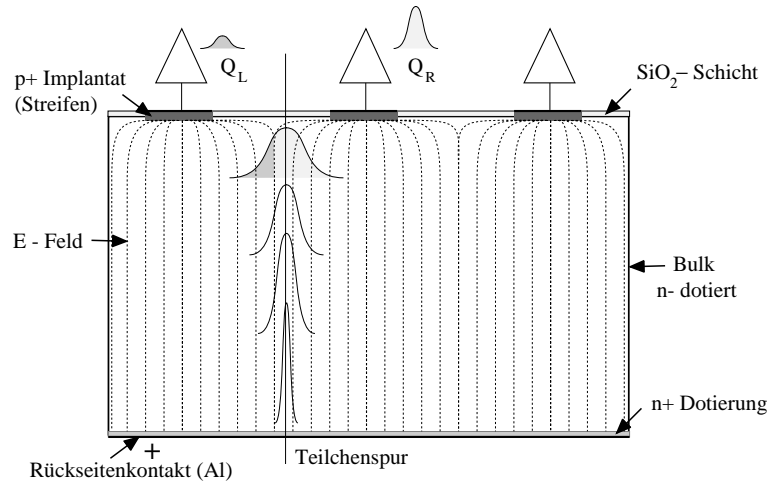 Q_L
Q_R
p+ Implantat
(Streifen)
SiO_2– Schicht
E - Feld
Bulk
n- dotiert
n+ Dotierung
+
Rückseitenkontakt (Al)
Teilchenspur